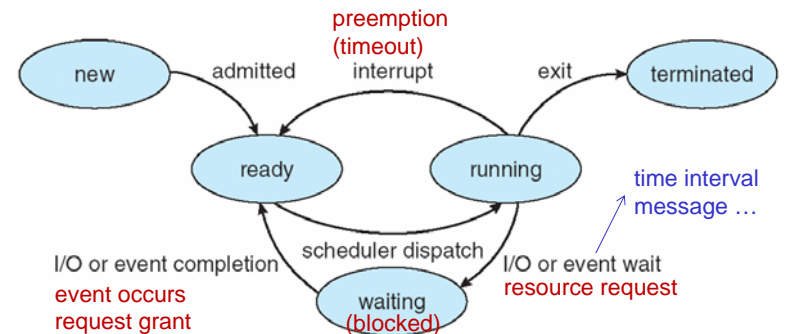 preemption
(timeout)
new
admitted
interrupt
exit
terminated
ready
running
time interval
message ...
scheduler dispatch
I/O or event completion
I/O or event wait
event occurs
request grant
resource request
waiting
(blocked)